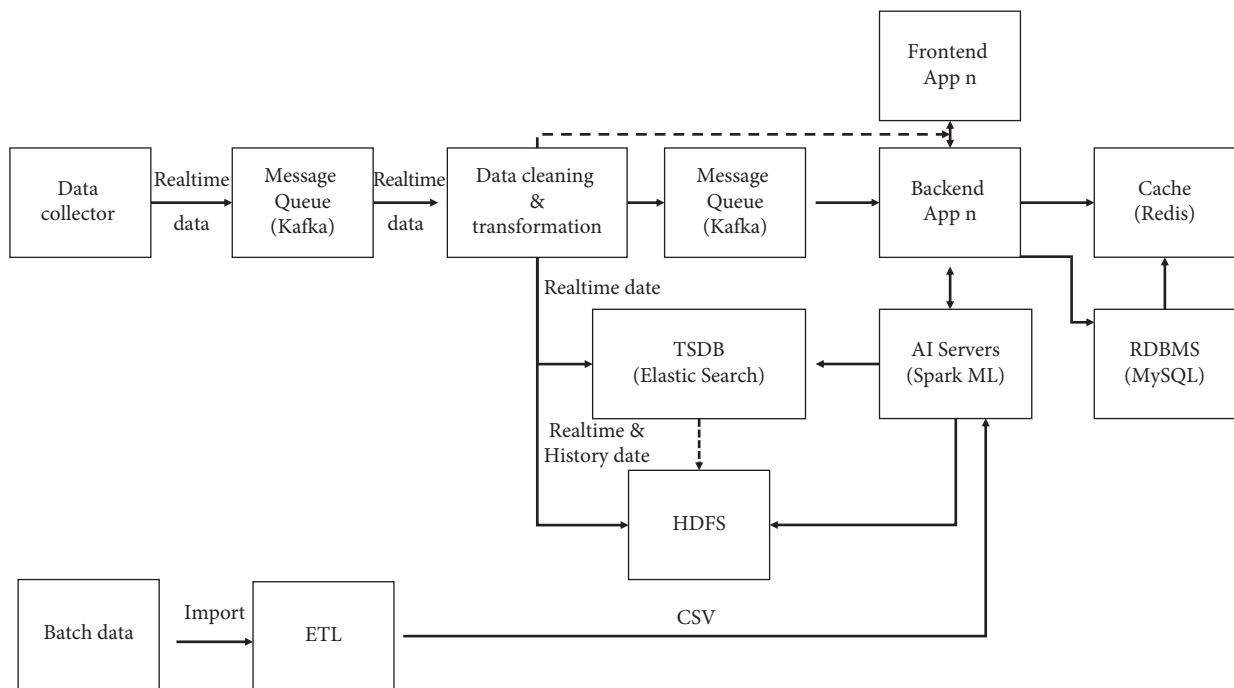 Frontend
App n
Data
collector
Realtime
data
Message
Queue
(Kafka)
Realtime
data
Data cleaning
&
transformation
Message
Queue
(Kafka)
Backend
App n
Cache
(Redis)
Realtime date
TSDB
(Elastic Search)
AI Servers
(Spark ML)
RDBMS
(MySQL)
Realtime &
History date
HDFS
Batch data
Import
ETL
CSV